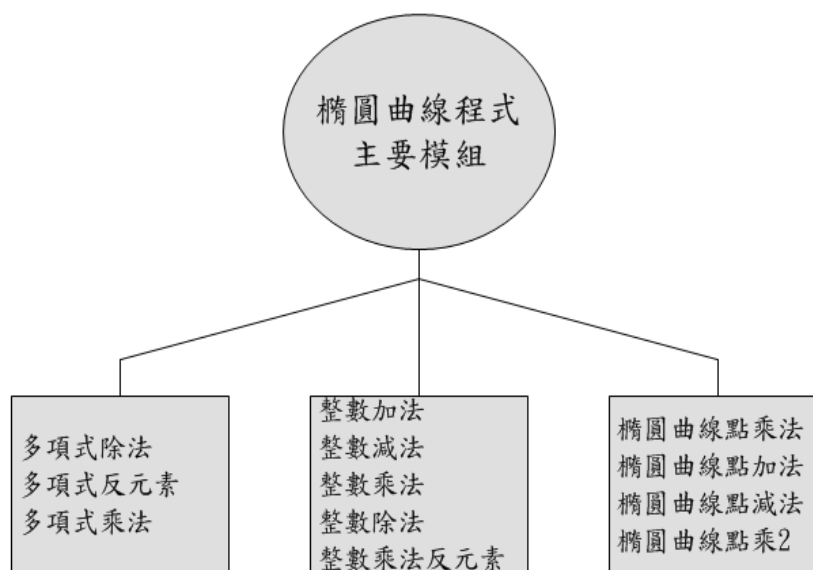 橢圓曲線程式
主要模組
多項式除法
多項式反元素
多項式乘法
整數加法
整數減法
整數乘法
整數除法
整數乘法反元素
橢圓曲線點乘法
橢圓曲線點加法
橢圓曲線點減法
橢圓曲線點乘2